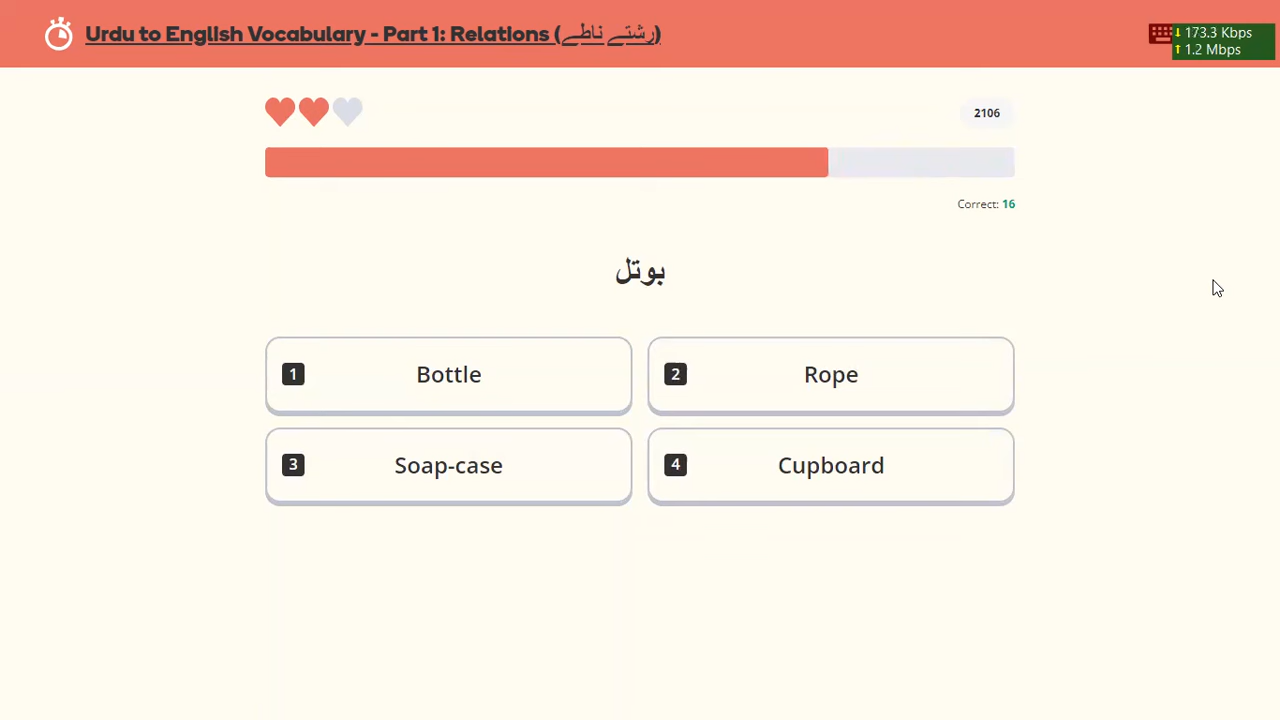 Urdu to English Vocabulary - Part 1: Relations (رشتے ناطے)
↓ 173.3 Kbps
↑ 1.2 Mbps
2106
Correct: 16
بوتل
1 Bottle
2 Rope
3 Soap-case
4 Cupboard